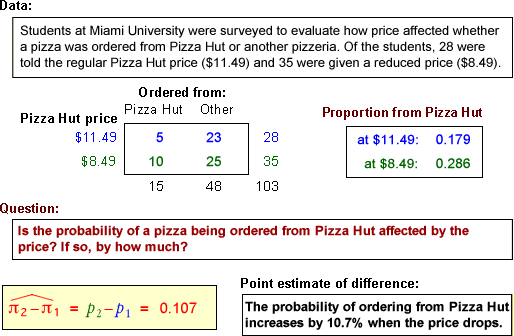 Data:
Students at Miami University were surveyed to evaluate how price affected whether
a pizza was ordered from Pizza Hut or another pizzeria. Of the students, 28 were
told the regular Pizza Hut price ($11.49) and 35 were given a reduced price ($8.49).
Ordered from:
Pizza Hut price Pizza Hut Other
$11.49 5 23 28
$8.49 10 25 35
15 48 103
Proportion from Pizza Hut
at $11.49: 0.179
at $8.49: 0.286
Question:
Is the probability of a pizza being ordered from Pizza Hut affected by the
price? If so, by how much?
π̂₂−π₁ = p₂−p₁ = 0.107
Point estimate of difference:
The probability of ordering from Pizza Hut
increases by 10.7% when the price drops.